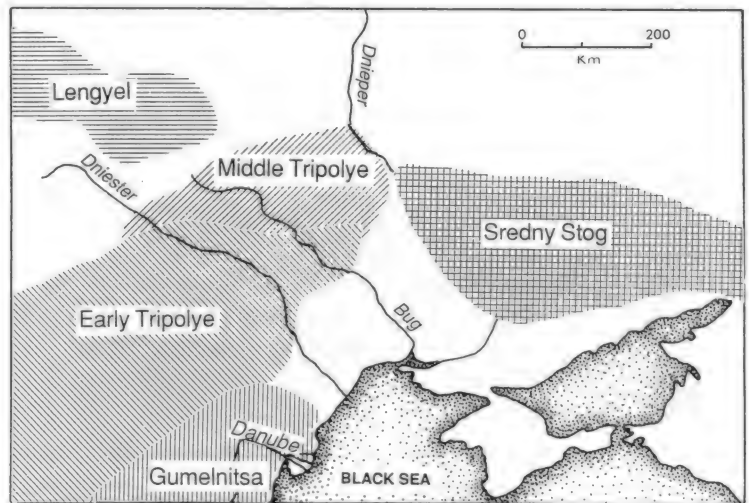 0 200
Km
Dnieper
Lengyel
Dniester
Middle Tripolye
Sredny Stog
Early Tripolye
Bug
Danube
Gumelnitsa
BLACK SEA